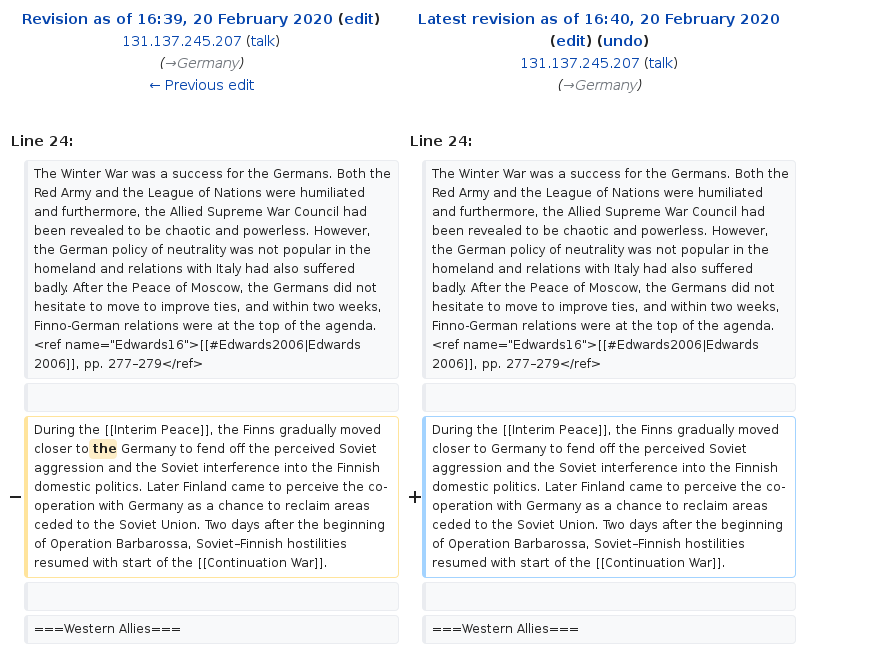 Revision as of 16:39, 20 February 2020 (edit)
131.137.245.207 (talk)
(→Germany)
← Previous edit
Latest revision as of 16:40, 20 February 2020
(edit) (undo)
131.137.245.207 (talk)
(→Germany)
Line 24:
The Winter War was a success for the Germans. Both the
Red Army and the League of Nations were humiliated
and furthermore, the Allied Supreme War Council had
been revealed to be chaotic and powerless. However,
the German policy of neutrality was not popular in the
homeland and relations with Italy had also suffered
badly. After the Peace of Moscow, the Germans did not
hesitate to move to improve ties, and within two weeks,
Finno-German relations were at the top of the agenda.
<ref name="Edwards16">[[#Edwards2006|Edwards
2006]], pp. 277–279</ref>
Line 24:
The Winter War was a success for the Germans. Both the
Red Army and the League of Nations were humiliated
and furthermore, the Allied Supreme War Council had
been revealed to be chaotic and powerless. However,
the German policy of neutrality was not popular in the
homeland and relations with Italy had also suffered
badly. After the Peace of Moscow, the Germans did not
hesitate to move to improve ties, and within two weeks,
Finno-German relations were at the top of the agenda.
<ref name="Edwards16">[[#Edwards2006|Edwards
2006]], pp. 277–279</ref>
−
During the [[Interim Peace]], the Finns gradually moved
closer to the Germany to fend off the perceived Soviet
aggression and the Soviet interference into the Finnish
domestic politics. Later Finland came to perceive the co-
operation with Germany as a chance to reclaim areas
ceded to the Soviet Union. Two days after the beginning
of Operation Barbarossa, Soviet–Finnish hostilities
resumed with start of the [[Continuation War]].
+
During the [[Interim Peace]], the Finns gradually moved
closer to Germany to fend off the perceived Soviet
aggression and the Soviet interference into the Finnish
domestic politics. Later Finland came to perceive the co-
operation with Germany as a chance to reclaim areas
ceded to the Soviet Union. Two days after the beginning
of Operation Barbarossa, Soviet–Finnish hostilities
resumed with start of the [[Continuation War]].
===Western Allies===
===Western Allies===